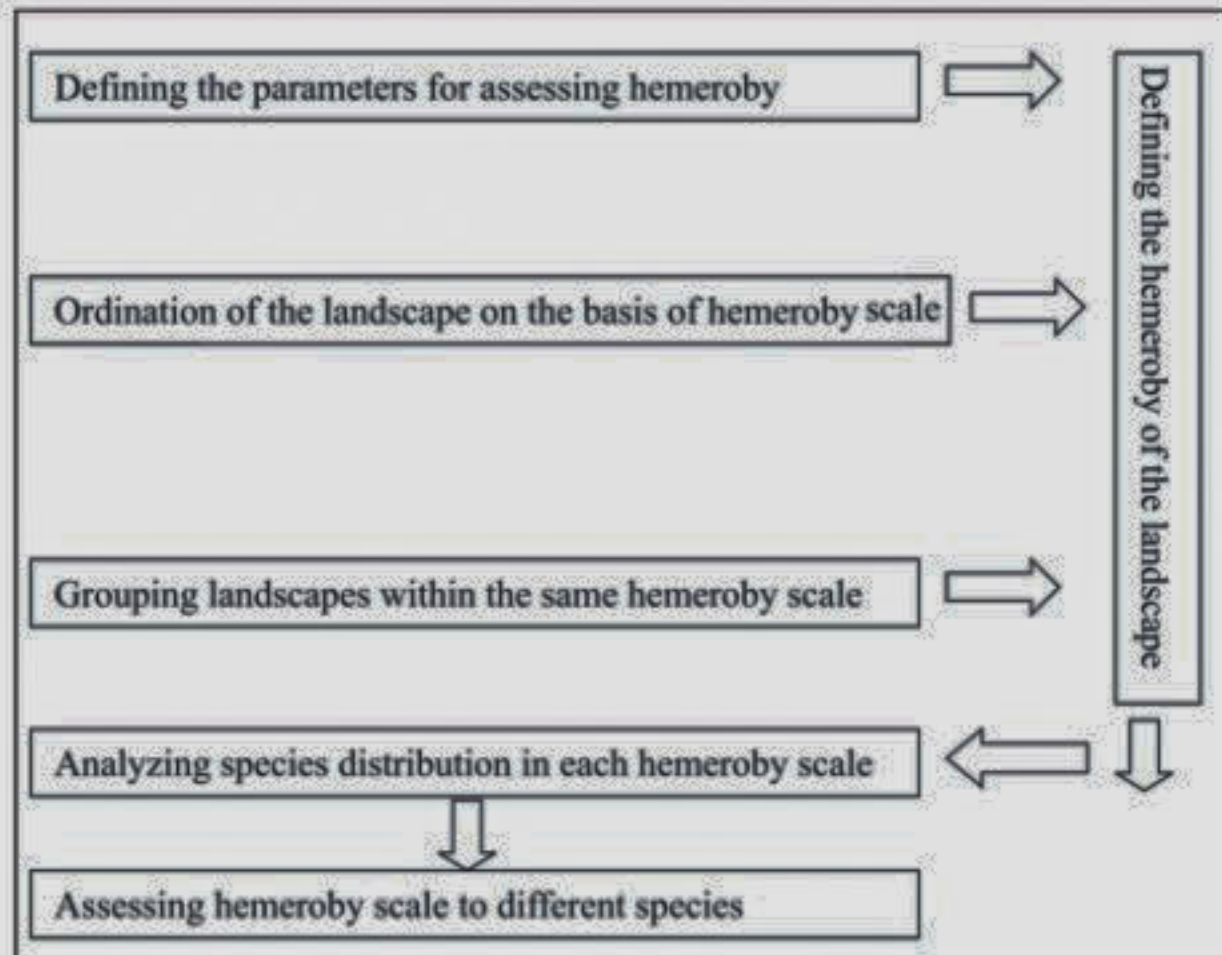 Defining the parameters for assessing hemeroby
Ordination of the landscape on the basis of hemeroby scale
Grouping landscapes within the same hemeroby scale
Analyzing species distribution in each hemeroby scale
Assessing hemeroby scale to different species
Defining the hemeroby of the landscape